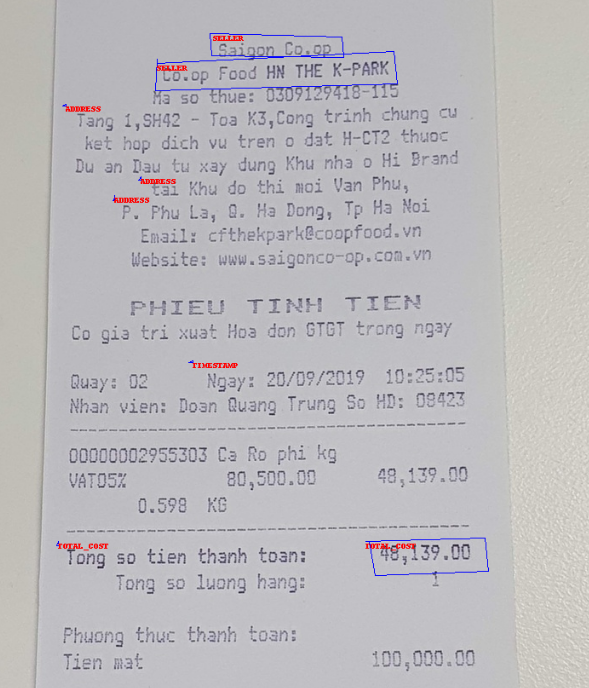 SELLER
Saigon Co.op
SELLER
Co.op Food HN THE K-PARK
Ma so thue: 0309129418-115
ADDRESS
Tang 1,SH42 - Toa K3,Cong trinh chung cu
ket hop dich vu tren o dat H-CT2 thuoc
Du an Dau tu xay dung Khu nha o Hi Brand
ADDRESS
tai Khu do thi moi Van Phu,
ADDRESS
P. Phu La, Q. Ha Dong, Tp Ha Noi
Email: cfthekpark@coopfood.vn
Website: www.saigonco-op.com.vn
PHIEU TINH TIEN
Co gia tri xuat Hoa don GTGT trong ngay
TIMESTAMP
Quay: 02 Ngay: 20/09/2019 10:25:05
Nhan vien: Doan Quang Trung So HD: 08423
00000002955303 Ca Ro phi kg
VAT05% 80,500.00 48,139.00
0.598 KG
TOTAL_COST TOTAL_COST
Tong so tien thanh toan: 48,139.00
Tong so luong hang: 1
Phuong thuc thanh toan:
Tien mat 100,000.00